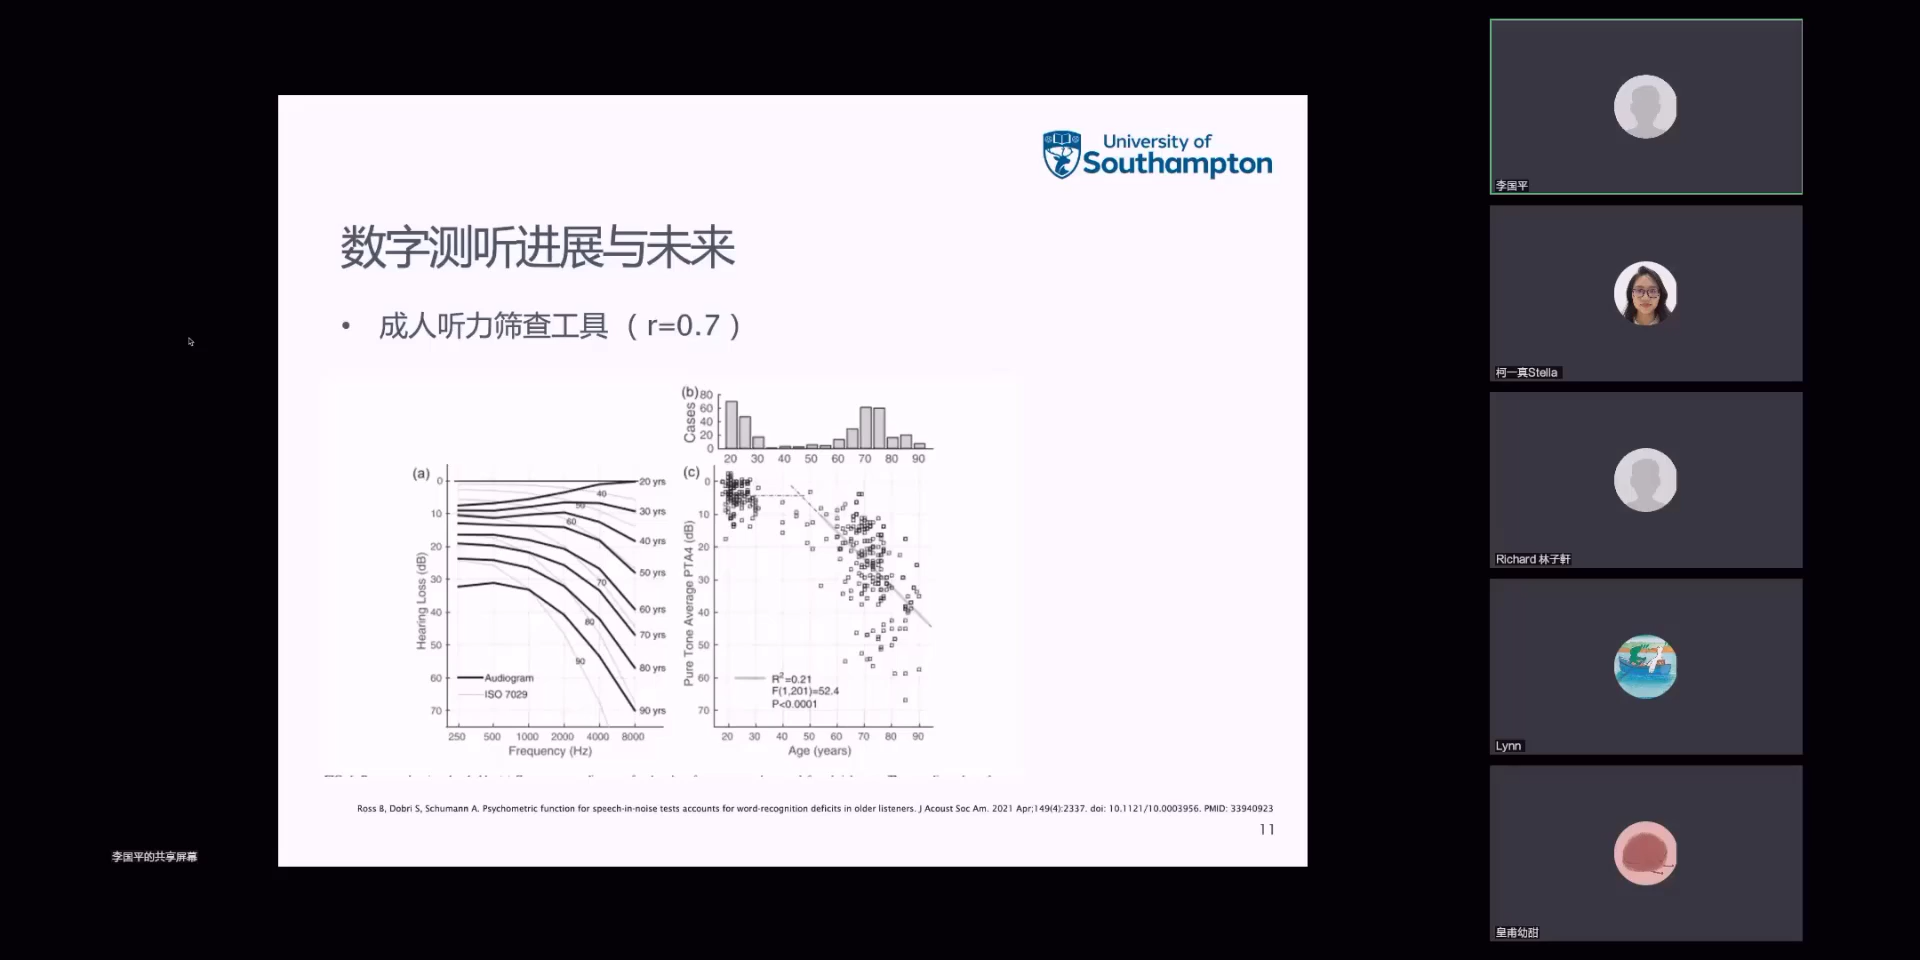 University of
Southampton
数字测听进展与未来
• 成人听力筛查工具 （r=0.7 ）
(b)
80
60
40
20
0
Cases
20 30 40 50 60 70 80 90
(a)
0
10
20
30
40
50
60
70
Hearing Loss (dB)
20 yrs
30 yrs
40 yrs
50 yrs
60 yrs
70 yrs
80 yrs
90 yrs
40
50
60
70
80
90
Audiogram
ISO 7029
250 500 1000 2000 4000 8000
Frequency (Hz)
(c)
0
10
20
30
40
50
60
70
Pure Tone Average PTA4 (dB)
R²=0.21
F(1,201)=52.4
P<0.0001
20 30 40 50 60 70 80 90
Age (years)
Ross B, Dobri S, Schumann A. Psychometric function for speech-in-noise tests accounts for word-recognition deficits in older listeners. J Acoust Soc Am. 2021 Apr;149(4):2337. doi: 10.1121/10.0003956. PMID: 33940923
11
李国平的共享屏幕
李国平
柯一真Stella
Richard 林子軒
Lynn
皇甫幼甜